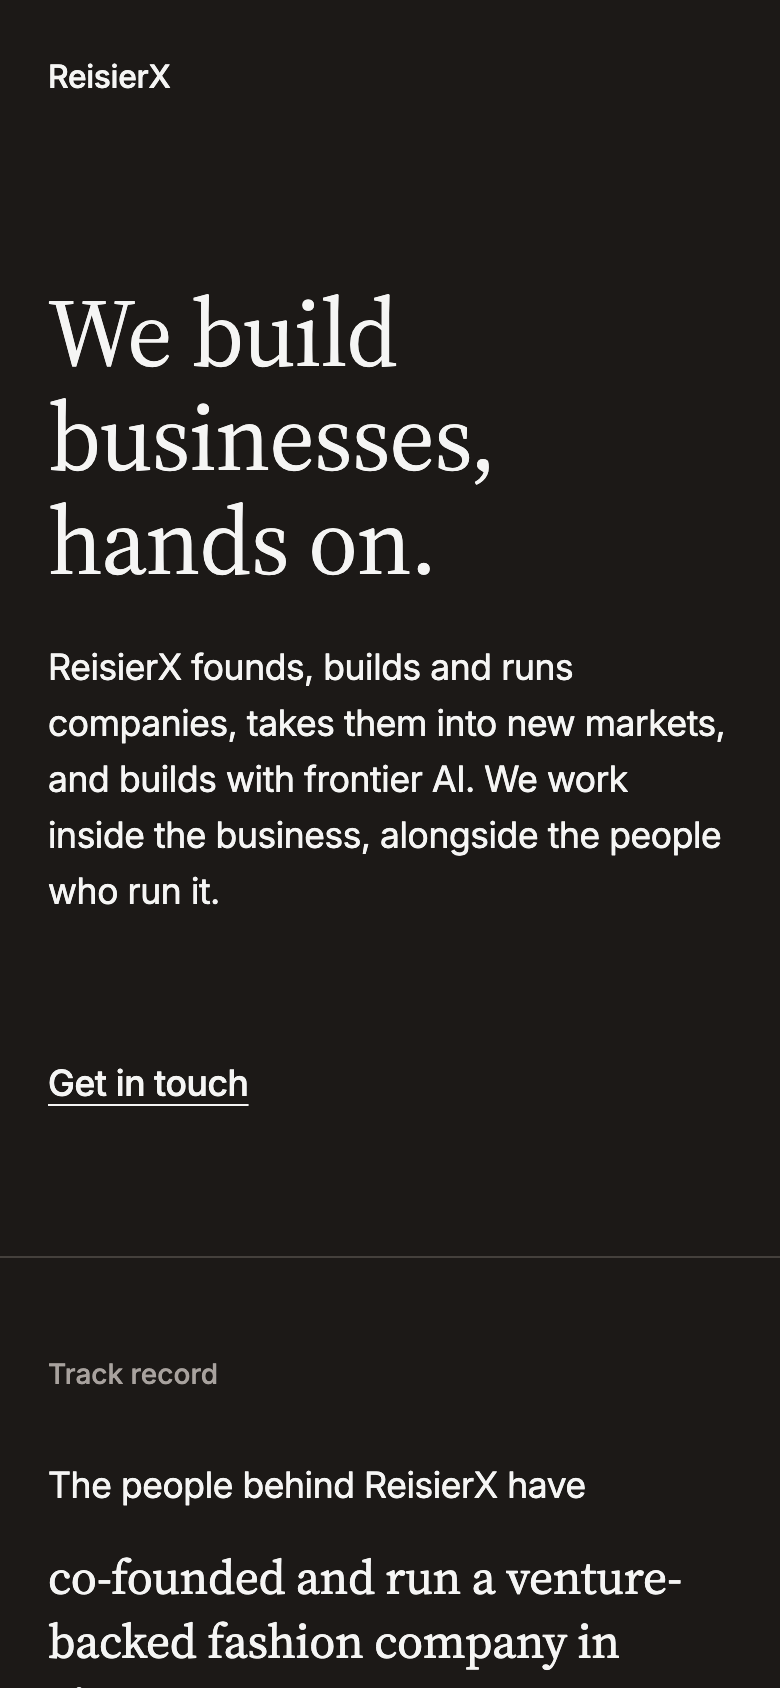 ReisierX
We build
businesses,
hands on.
ReisierX founds, builds and runs
companies, takes them into new markets,
and builds with frontier AI. We work
inside the business, alongside the people
who run it.
Get in touch
Track record
The people behind ReisierX have
co-founded and run a venture-
backed fashion company in